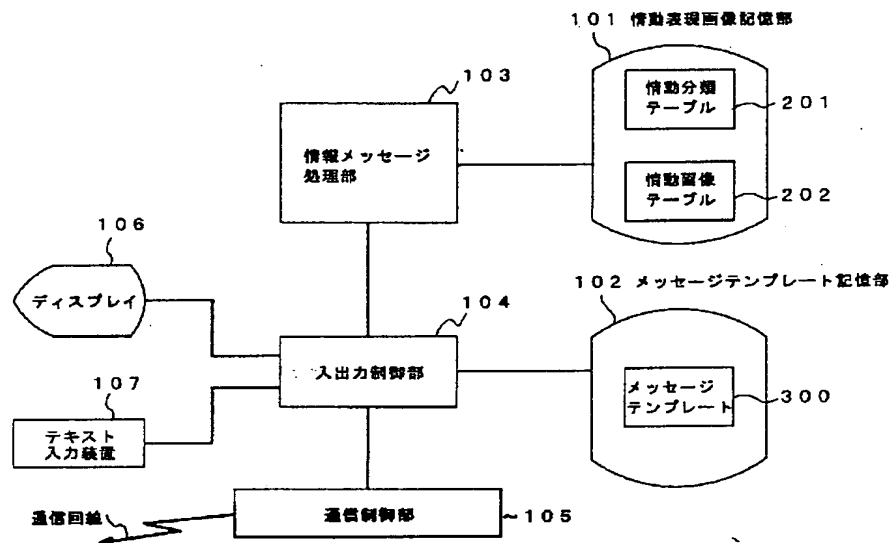 101 情動表現画像記憶部
103
情動分類
テーブル
201
情報メッセージ
処理部
情動画像
テーブル
202
106
ディスプレイ
102 メッセージテンプレート記憶部
104
入出力制御部
メッセージ
テンプレート
300
107
テキスト
入力装置
通信回線
通信制御部
105